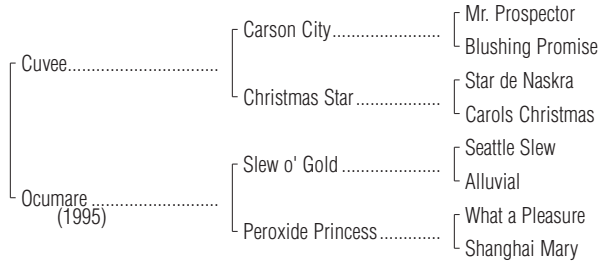 Mr. Prospector
Carson City
Blushing Promise
Cuvee
Star de Naskra
Christmas Star
Carols Christmas
Seattle Slew
Slew o' Gold
Alluvial
Ocumare
(1995)
What a Pleasure
Peroxide Princess
Shanghai Mary